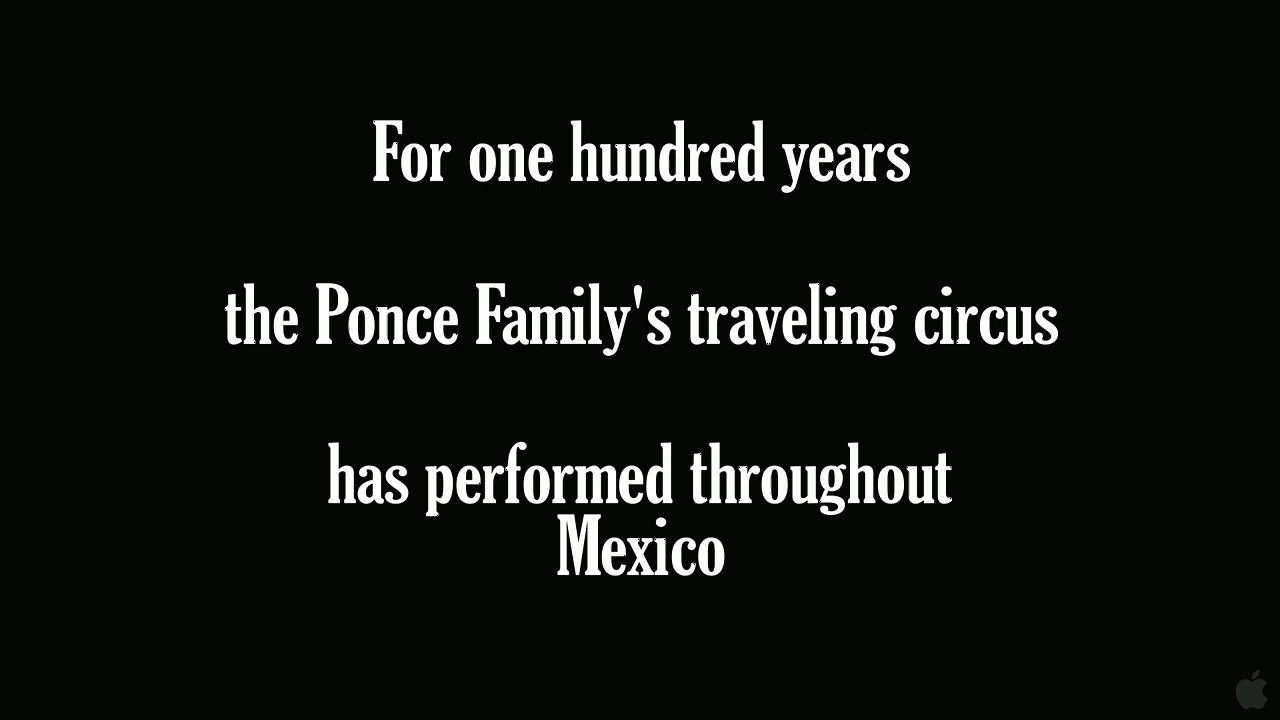 For one hundred years
the Ponce Family's traveling circus
has performed throughout
Mexico